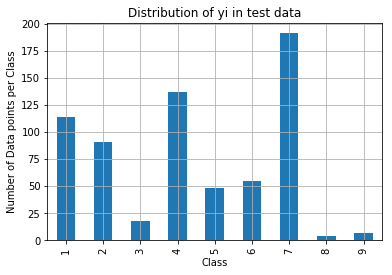 Distribution of yi in test data
Number of Data points per Class
200
175
150
125
100
75
50
25
0
1 2 3 4 5 6 7 8 9
Class